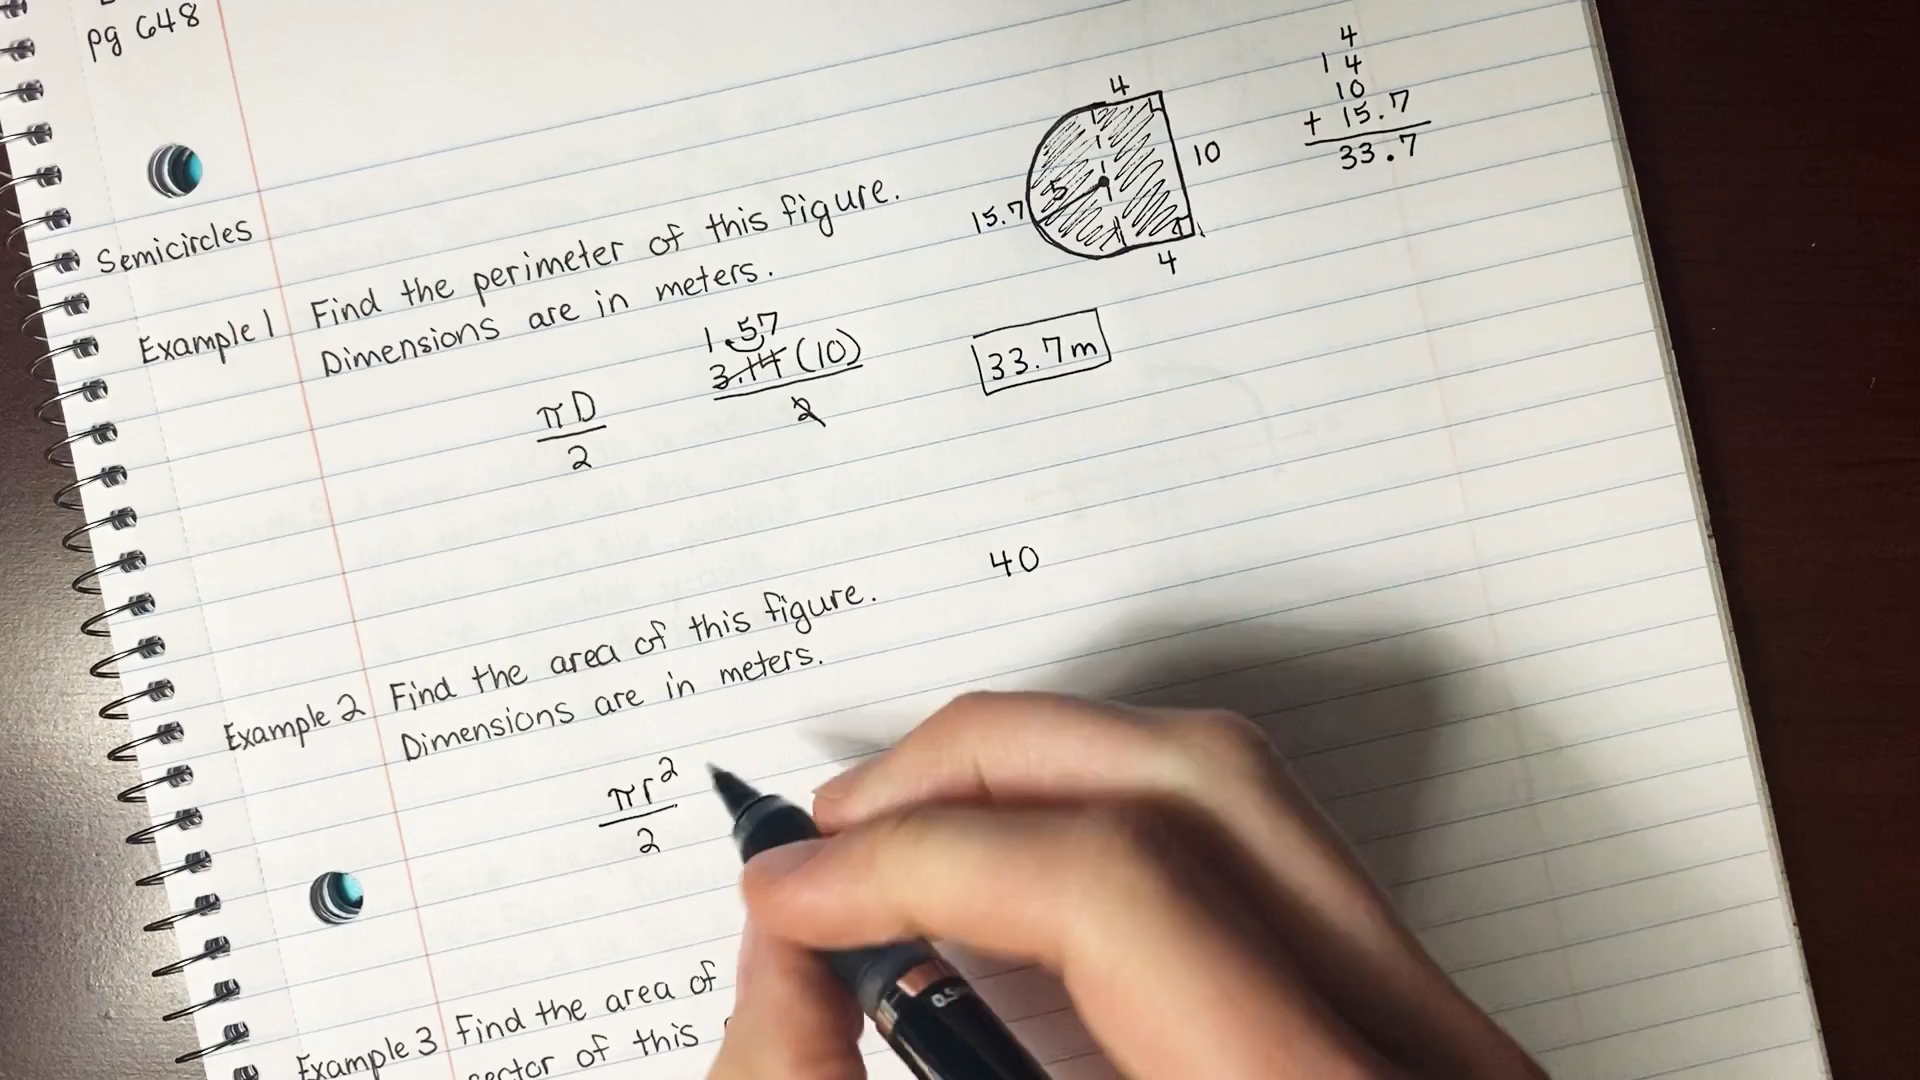 pg 648
Semicircles
Example 1 Find the perimeter of this figure.
Dimensions are in meters.
πD
2
1.57
3.14 (10)
2
33.7m
4
10
5
15.7
4
4
14
10
+ 15.7
33.7
Example 2 Find the area of this figure.
Dimensions are in meters.
40
πr²
2
Example 3 Find the area of
sector of this